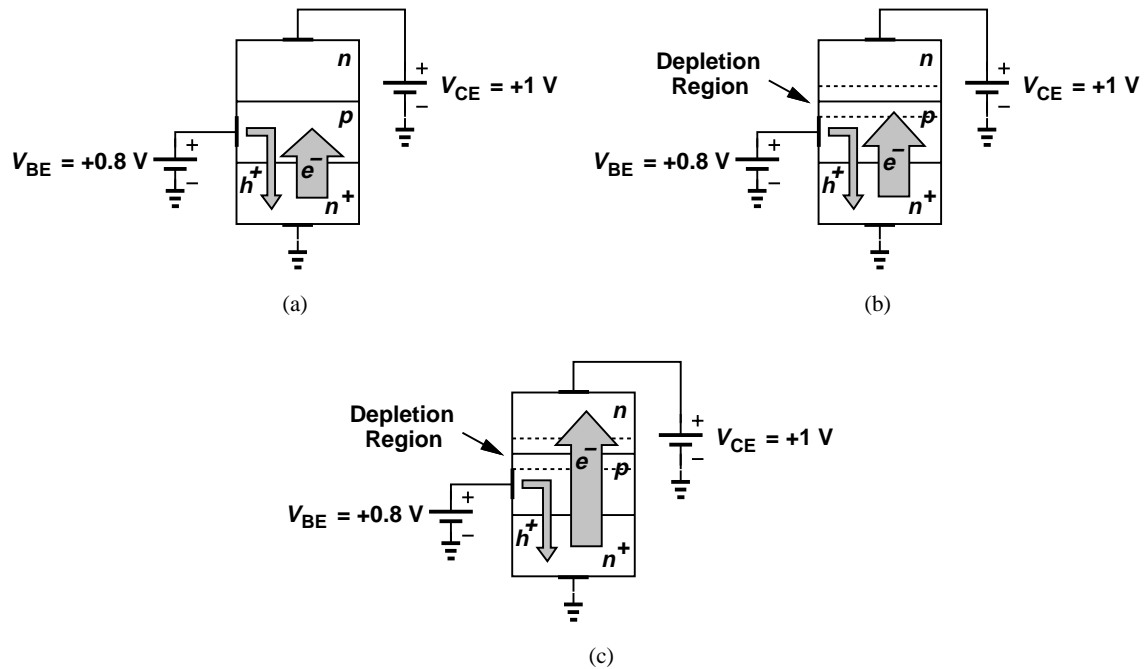 n
+
V_CE = +1 V
−
p
+
V_BE = +0.8 V
−
e−
h+
n+
(a)
Depletion
Region
n
+
V_CE = +1 V
−
p
+
V_BE = +0.8 V
−
e−
h+
n+
(b)
Depletion
Region
n
+
V_CE = +1 V
−
e−
p
+
V_BE = +0.8 V
−
h+
n+
(c)